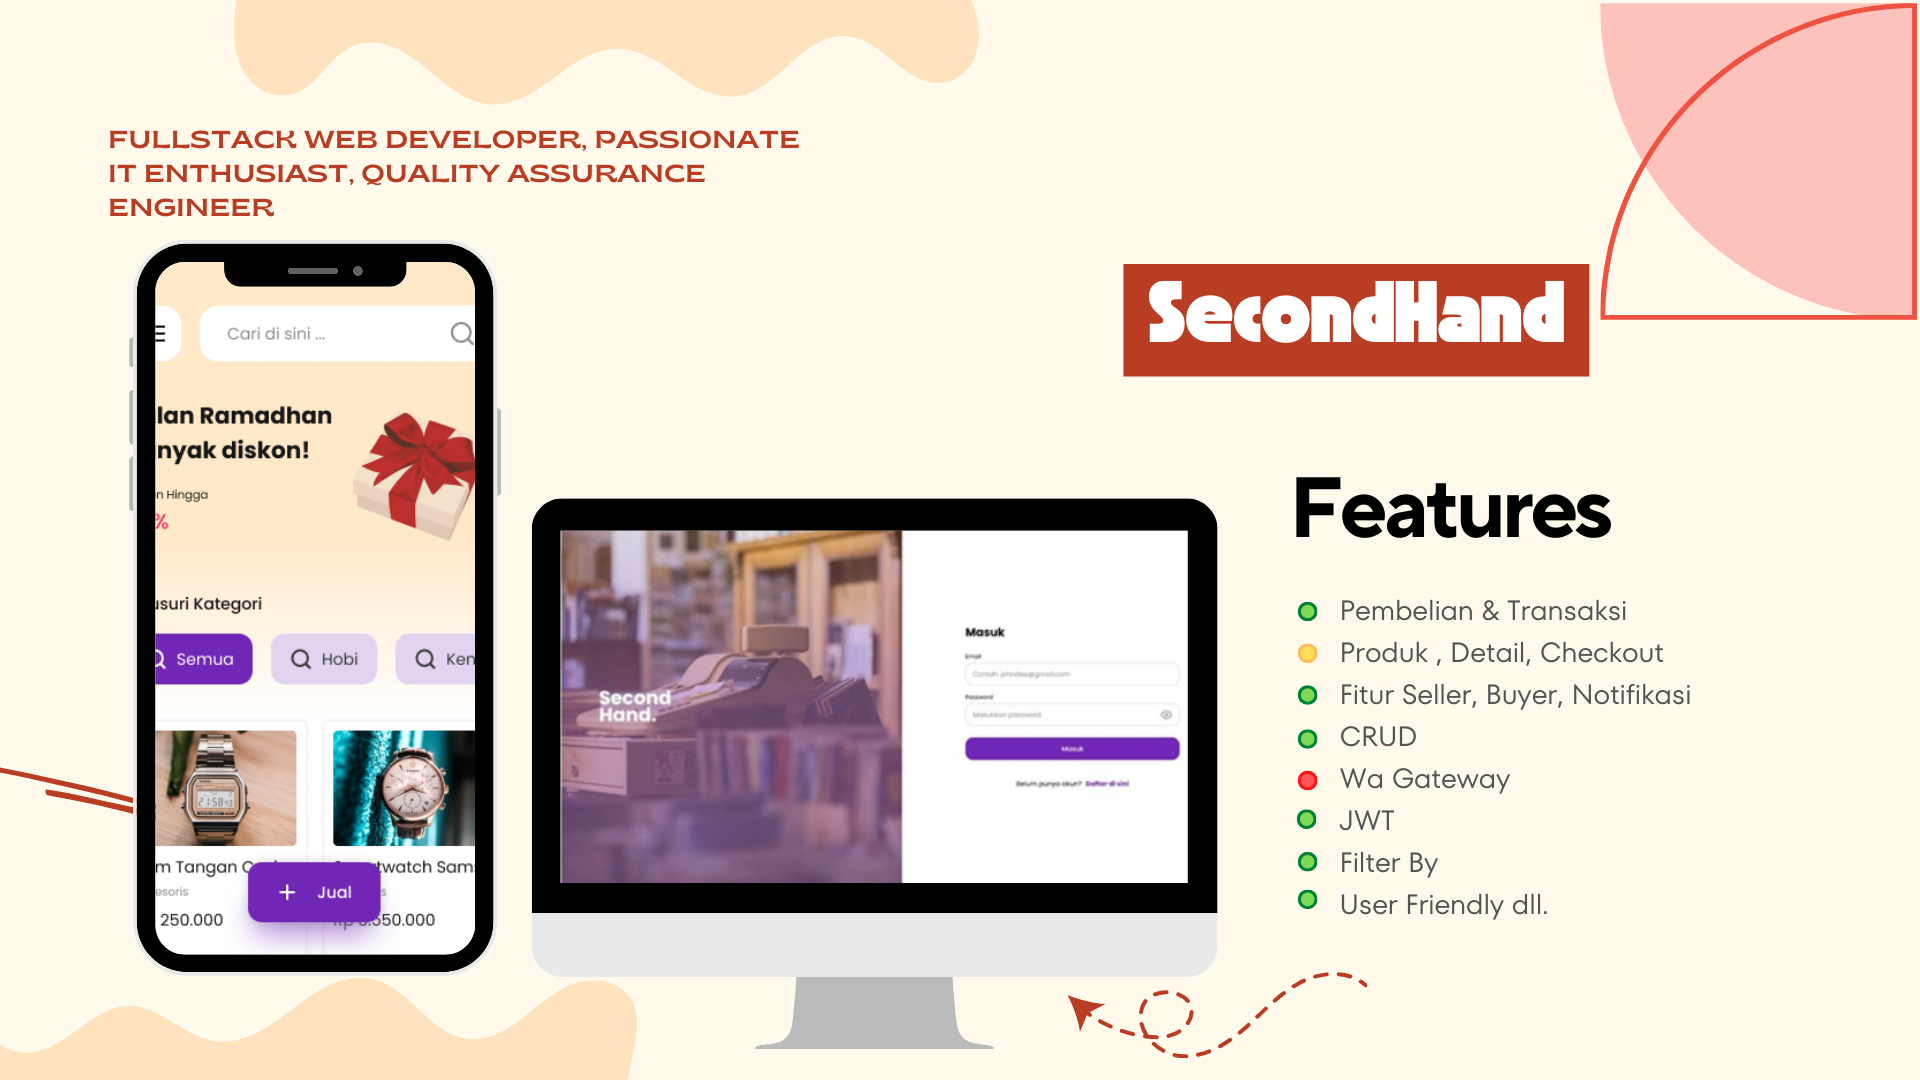 FULLSTACK WEB DEVELOPER, PASSIONATE
IT ENTHUSIAST, QUALITY ASSURANCE
ENGINEER
Cari di sini ...
lan Ramadhan
nyak diskon!
n Hingga
%
usuri Kategori
Semua
Hobi
Ken
21:58 43
m Tangan
twatch Sam
esoris
s
250.000
550.000
Jual
Second
Hand.
Masuk
Email
Contoh: johndee@gmail.com
Password
Masukkan password
Masuk
Belum punya akun? Daftar di sini
SecondHand
Features
Pembelian & Transaksi
Produk , Detail, Checkout
Fitur Seller, Buyer, Notifikasi
CRUD
Wa Gateway
JWT
Filter By
User Friendly dll.